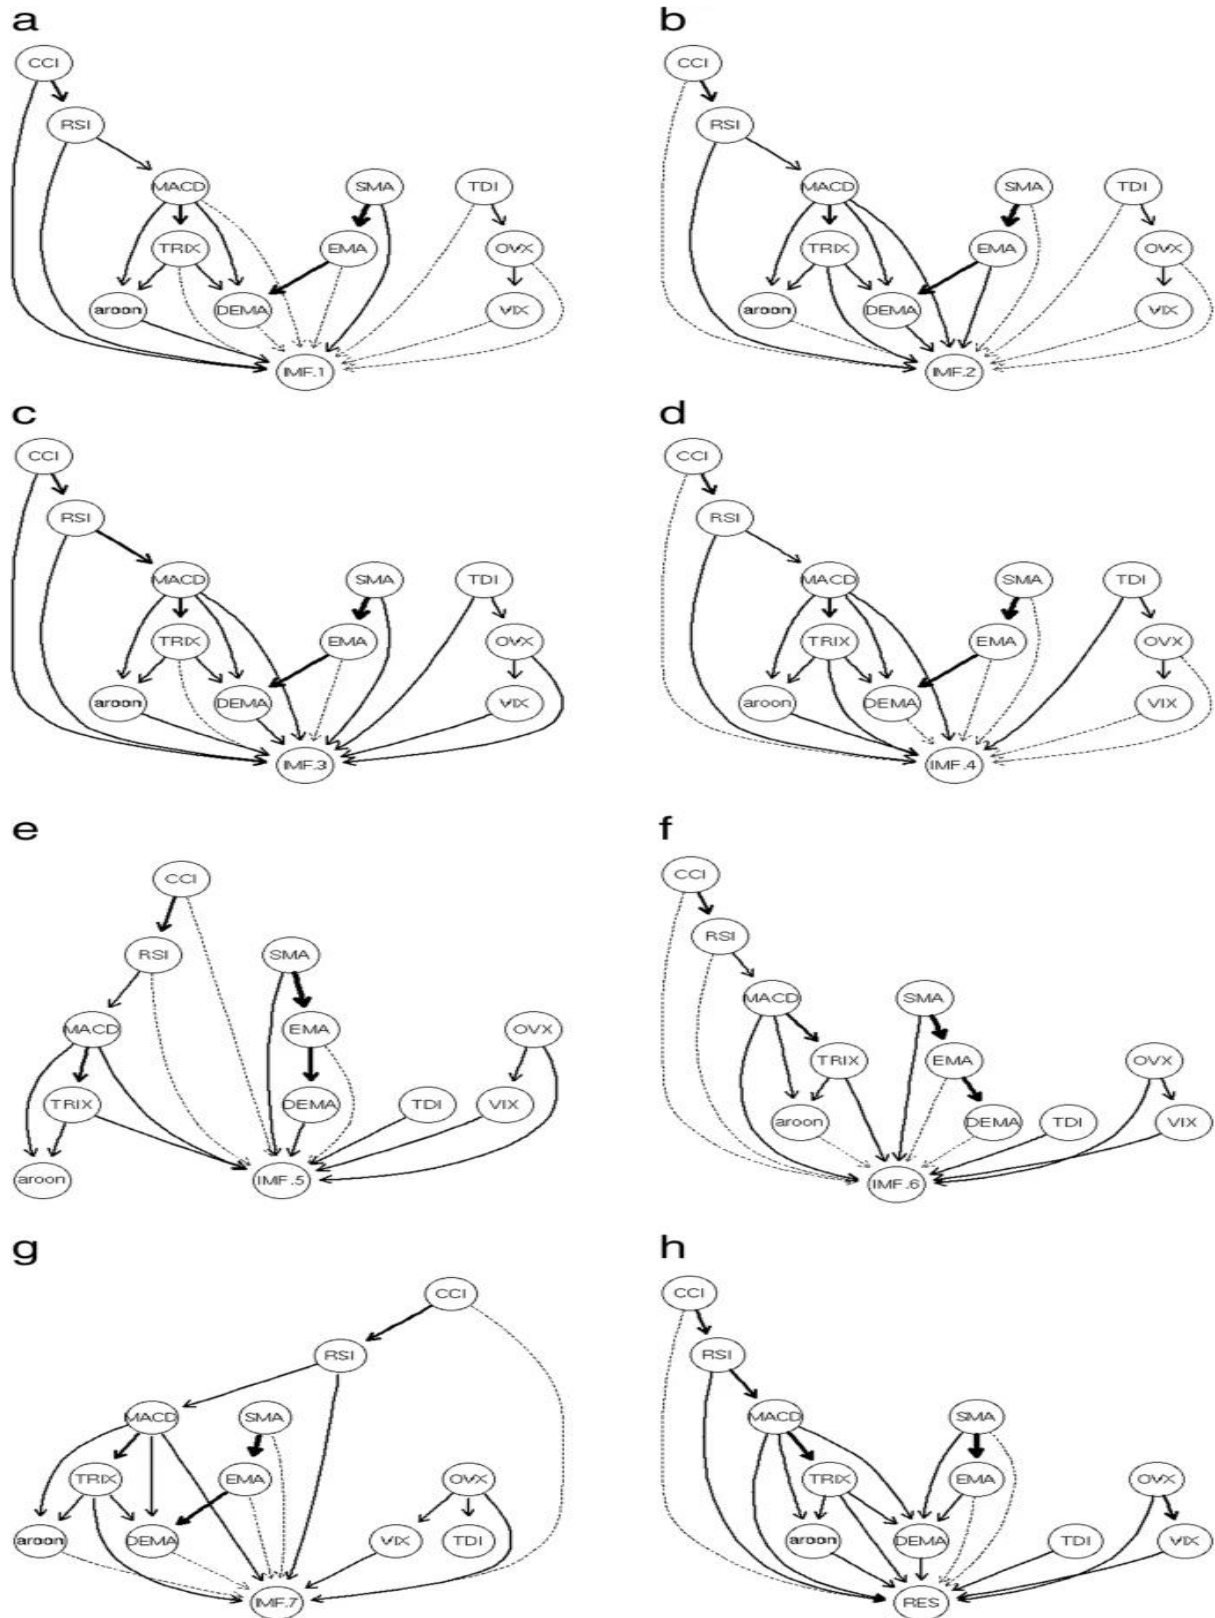 a b
CCI CCI
RSI RSI
MACD SMA TDI MACD SMA TDI
TRIX EMA OVX TRIX EMA OVX
aroon DEMA VIX aroon DEMA VIX
IMF.1 IMF.2
c d
CCI CCI
RSI RSI
MACD SMA TDI MACD SMA TDI
TRIX EMA OVX TRIX EMA OVX
aroon DEMA VIX aroon DEMA VIX
IMF.3 IMF.4
e f
CCI CCI
RSI SMA RSI
MACD EMA OVX MACD SMA
TRIX DEMA TDI VIX TRIX EMA OVX
aroon DEMA TDI VIX
aroon IMF.5 IMF.6
g h
CCI CCI
RSI RSI
MACD SMA MACD SMA
TRIX EMA OVX TRIX EMA OVX
aroon DEMA VIX TDI aroon DEMA TDI VIX
IMF.7 RES